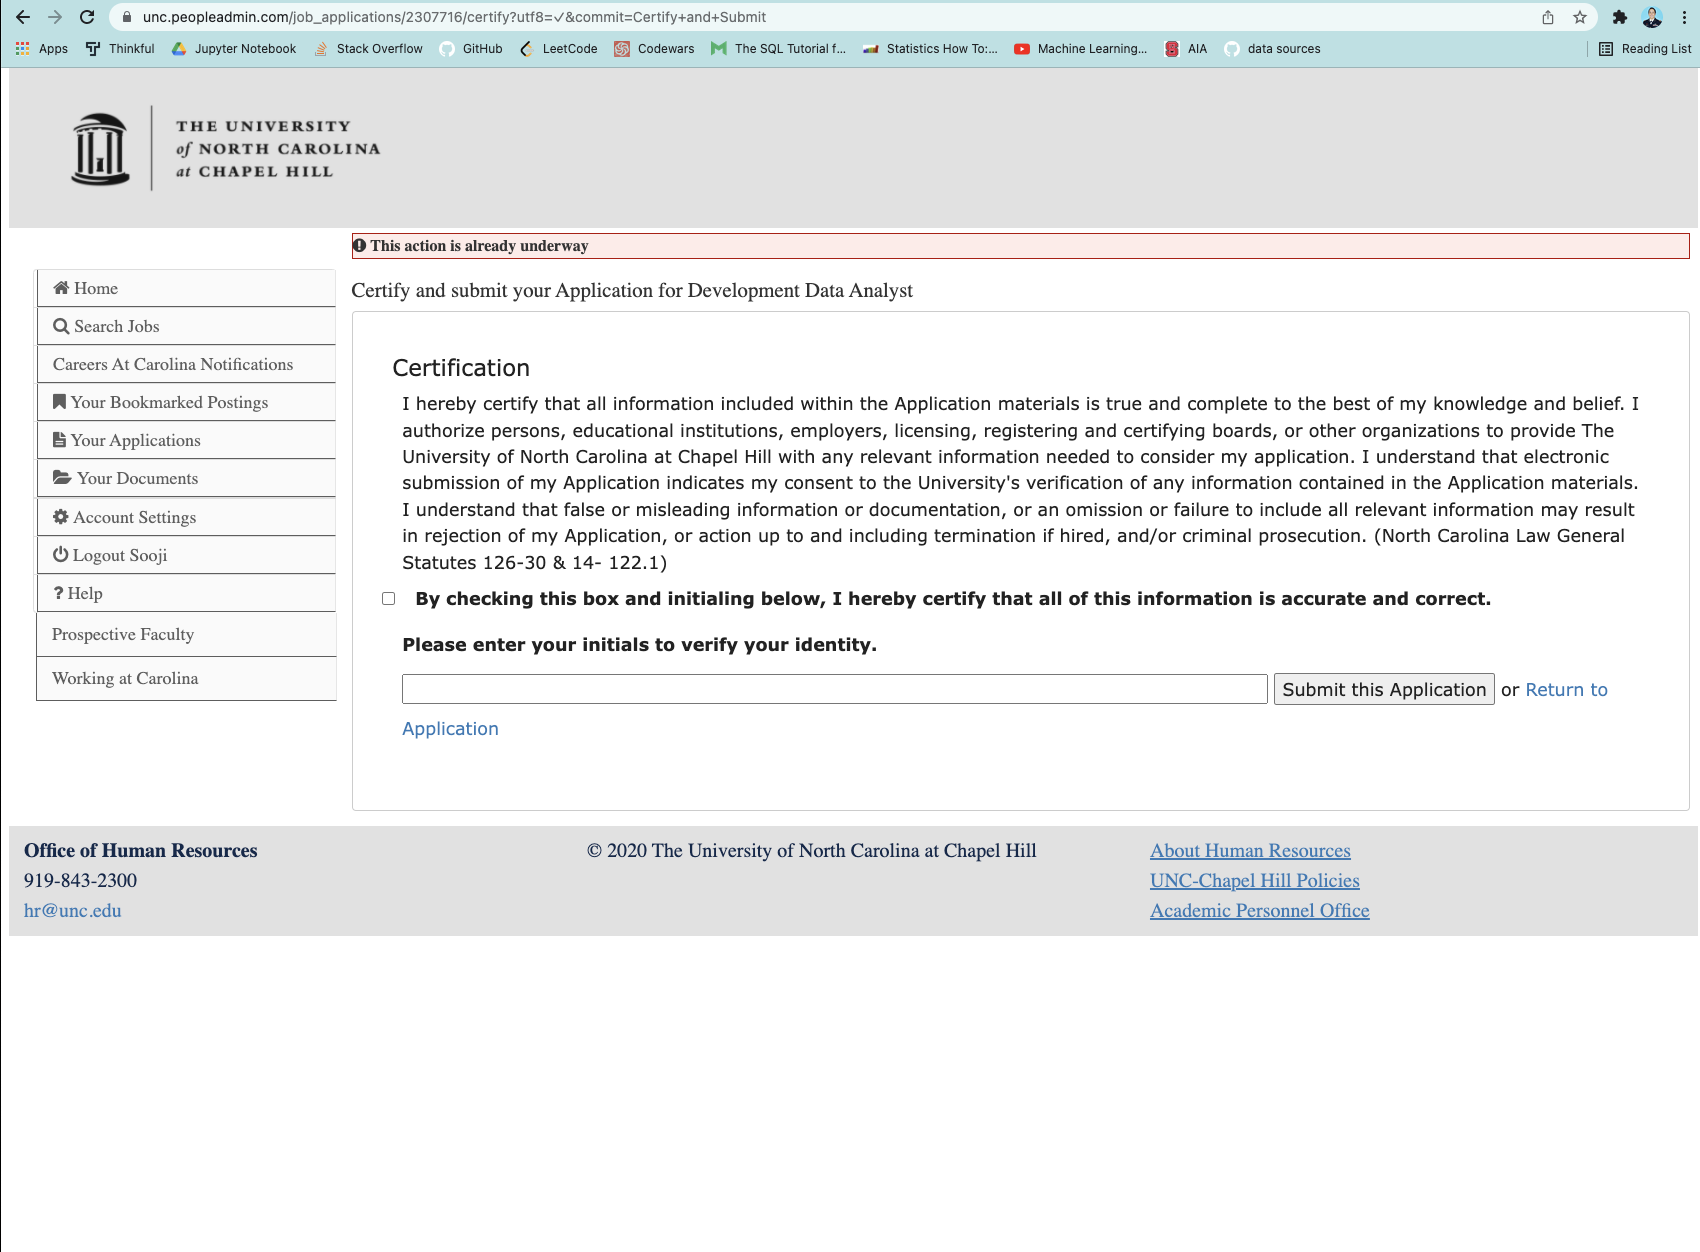 unc.peopleadmin.com/job_applications/2307716/certify?utf8=✓&commit=Certify+and+Submit
Apps Thinkful Jupyter Notebook Stack Overflow GitHub LeetCode Codewars The SQL Tutorial f... Statistics How To:... Machine Learning... AIA data sources Reading List
THE UNIVERSITY
of NORTH CAROLINA
at CHAPEL HILL
This action is already underway
Home
Search Jobs
Careers At Carolina Notifications
Your Bookmarked Postings
Your Applications
Your Documents
Account Settings
Logout Sooji
? Help
Prospective Faculty
Working at Carolina
Certify and submit your Application for Development Data Analyst
Certification
I hereby certify that all information included within the Application materials is true and complete to the best of my knowledge and belief. I
authorize persons, educational institutions, employers, licensing, registering and certifying boards, or other organizations to provide The
University of North Carolina at Chapel Hill with any relevant information needed to consider my application. I understand that electronic
submission of my Application indicates my consent to the University's verification of any information contained in the Application materials.
I understand that false or misleading information or documentation, or an omission or failure to include all relevant information may result
in rejection of my Application, or action up to and including termination if hired, and/or criminal prosecution. (North Carolina Law General
Statutes 126-30 & 14- 122.1)
By checking this box and initialing below, I hereby certify that all of this information is accurate and correct.
Please enter your initials to verify your identity.
Submit this Application or Return to
Application
Office of Human Resources
919-843-2300
hr@unc.edu
© 2020 The University of North Carolina at Chapel Hill
About Human Resources
UNC-Chapel Hill Policies
Academic Personnel Office